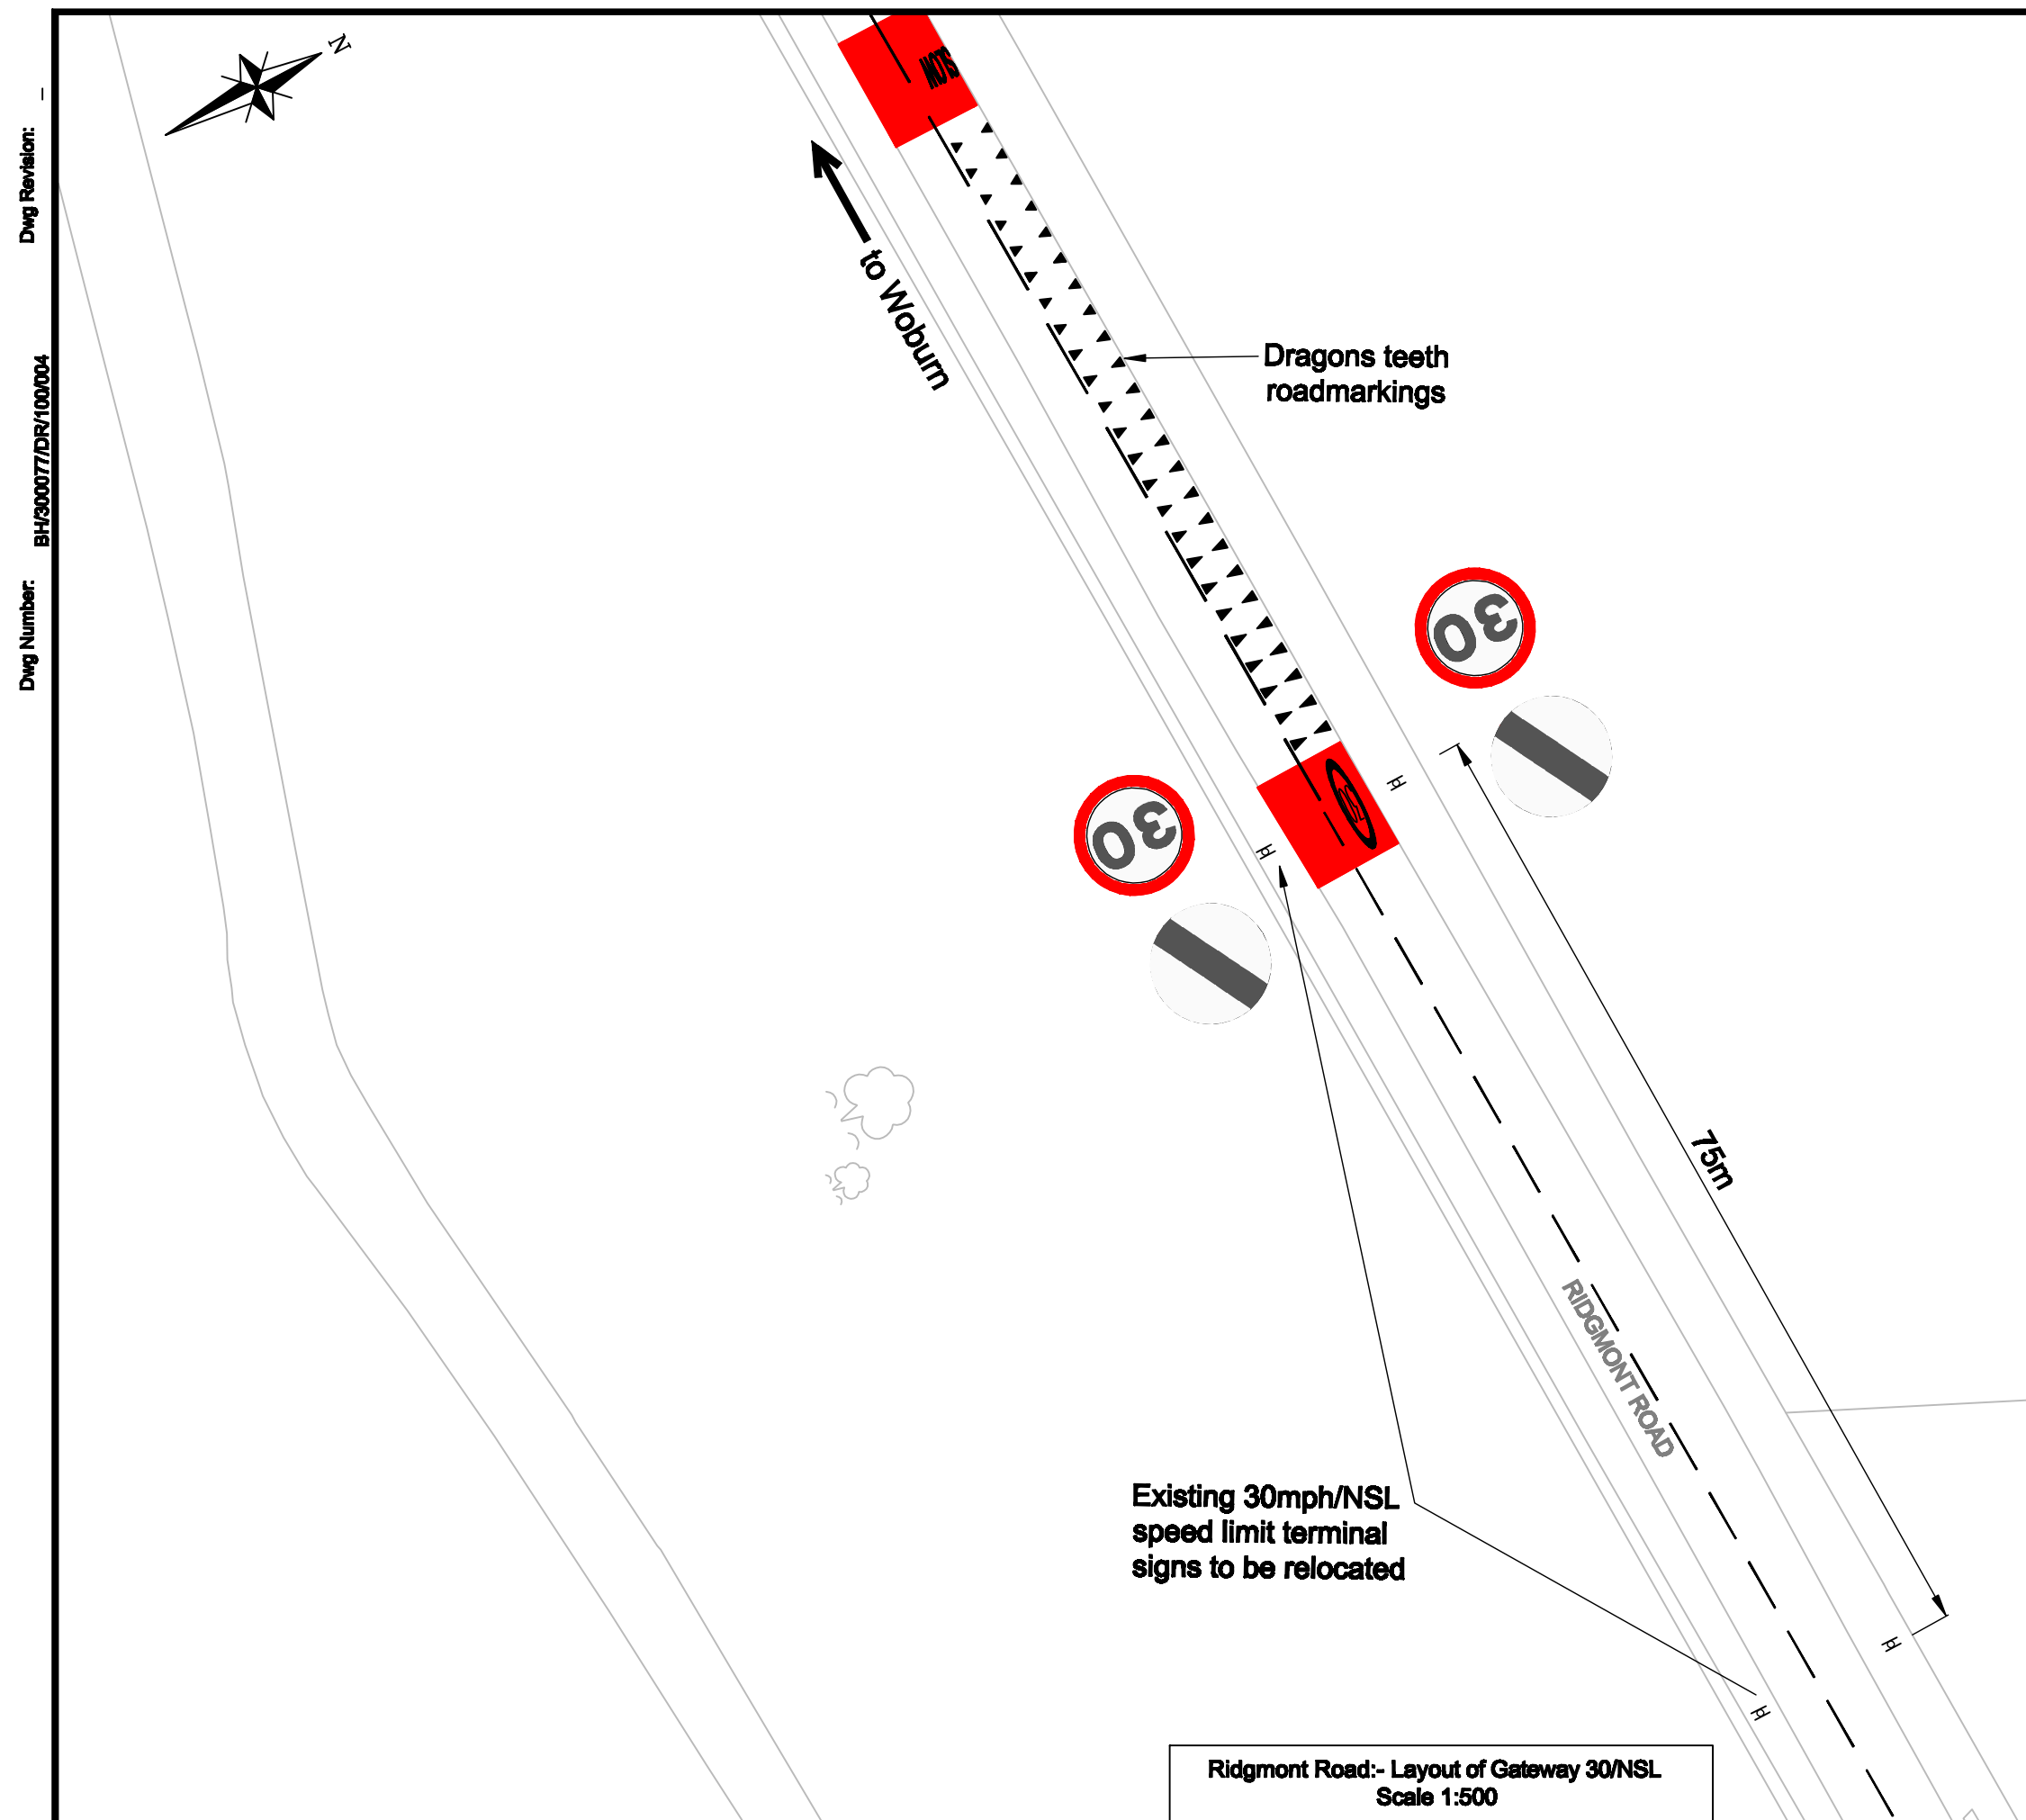 N
Dwg Revision: –
BH/300077/DR/100/004
Dwg Number:
SLOW
to Woburn
Dragons teeth
roadmarkings
30
30
75m
RIDGMONT ROAD
Existing 30mph/NSL
speed limit terminal
signs to be relocated
Ridgmont Road:- Layout of Gateway 30/NSL
Scale 1:500